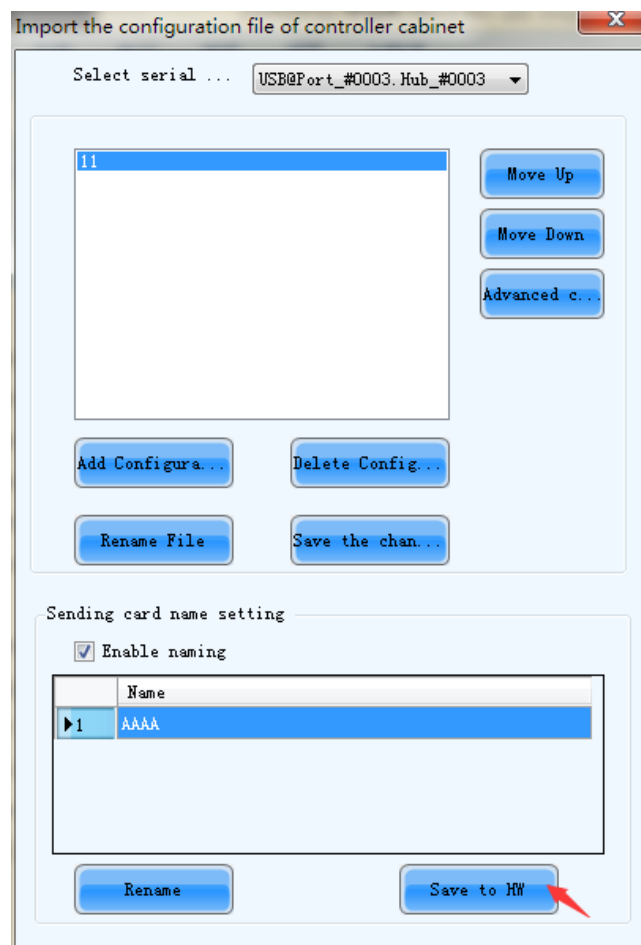 Import the configuration file of controller cabinet
Select serial ... USB@Port_#0003.Hub_#0003
11
Move Up
Move Down
Advanced c...
Add Configura... Delete Config...
Rename File Save the chan...
Sending card name setting
Enable naming
Name
1 AAAA
Rename Save to HW